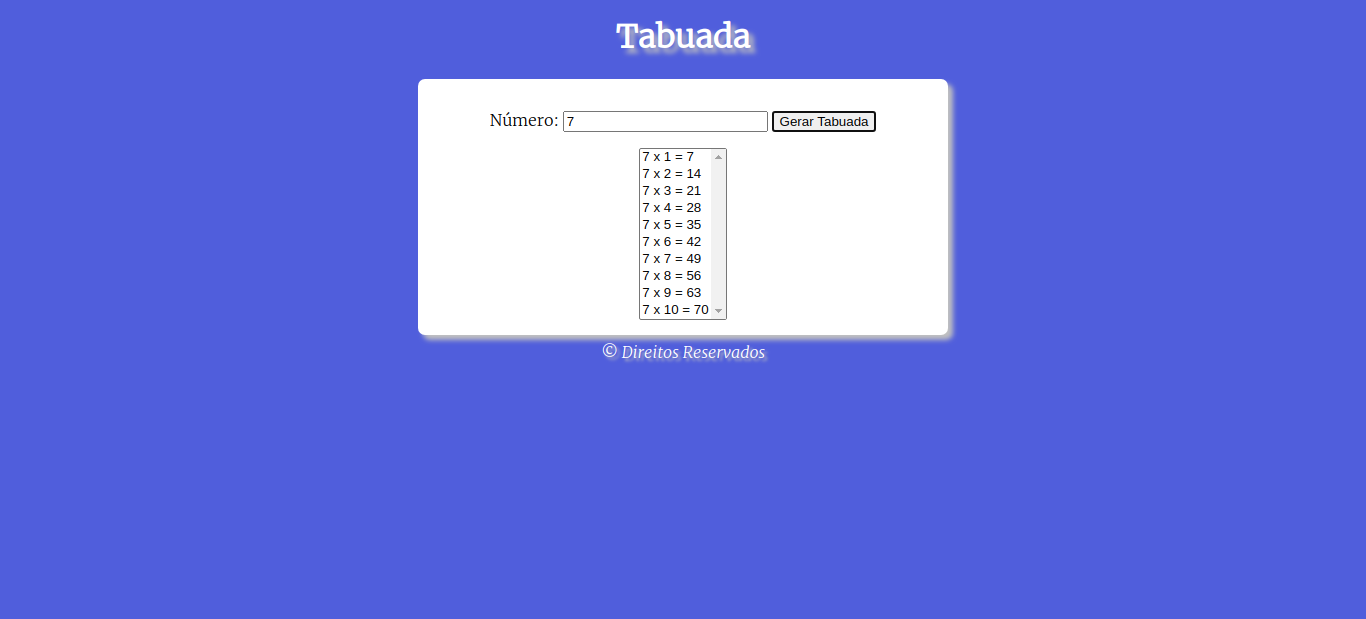 Tabuada
Número: 7 Gerar Tabuada
7 x 1 = 7
7 x 2 = 14
7 x 3 = 21
7 x 4 = 28
7 x 5 = 35
7 x 6 = 42
7 x 7 = 49
7 x 8 = 56
7 x 9 = 63
7 x 10 = 70
© Direitos Reservados